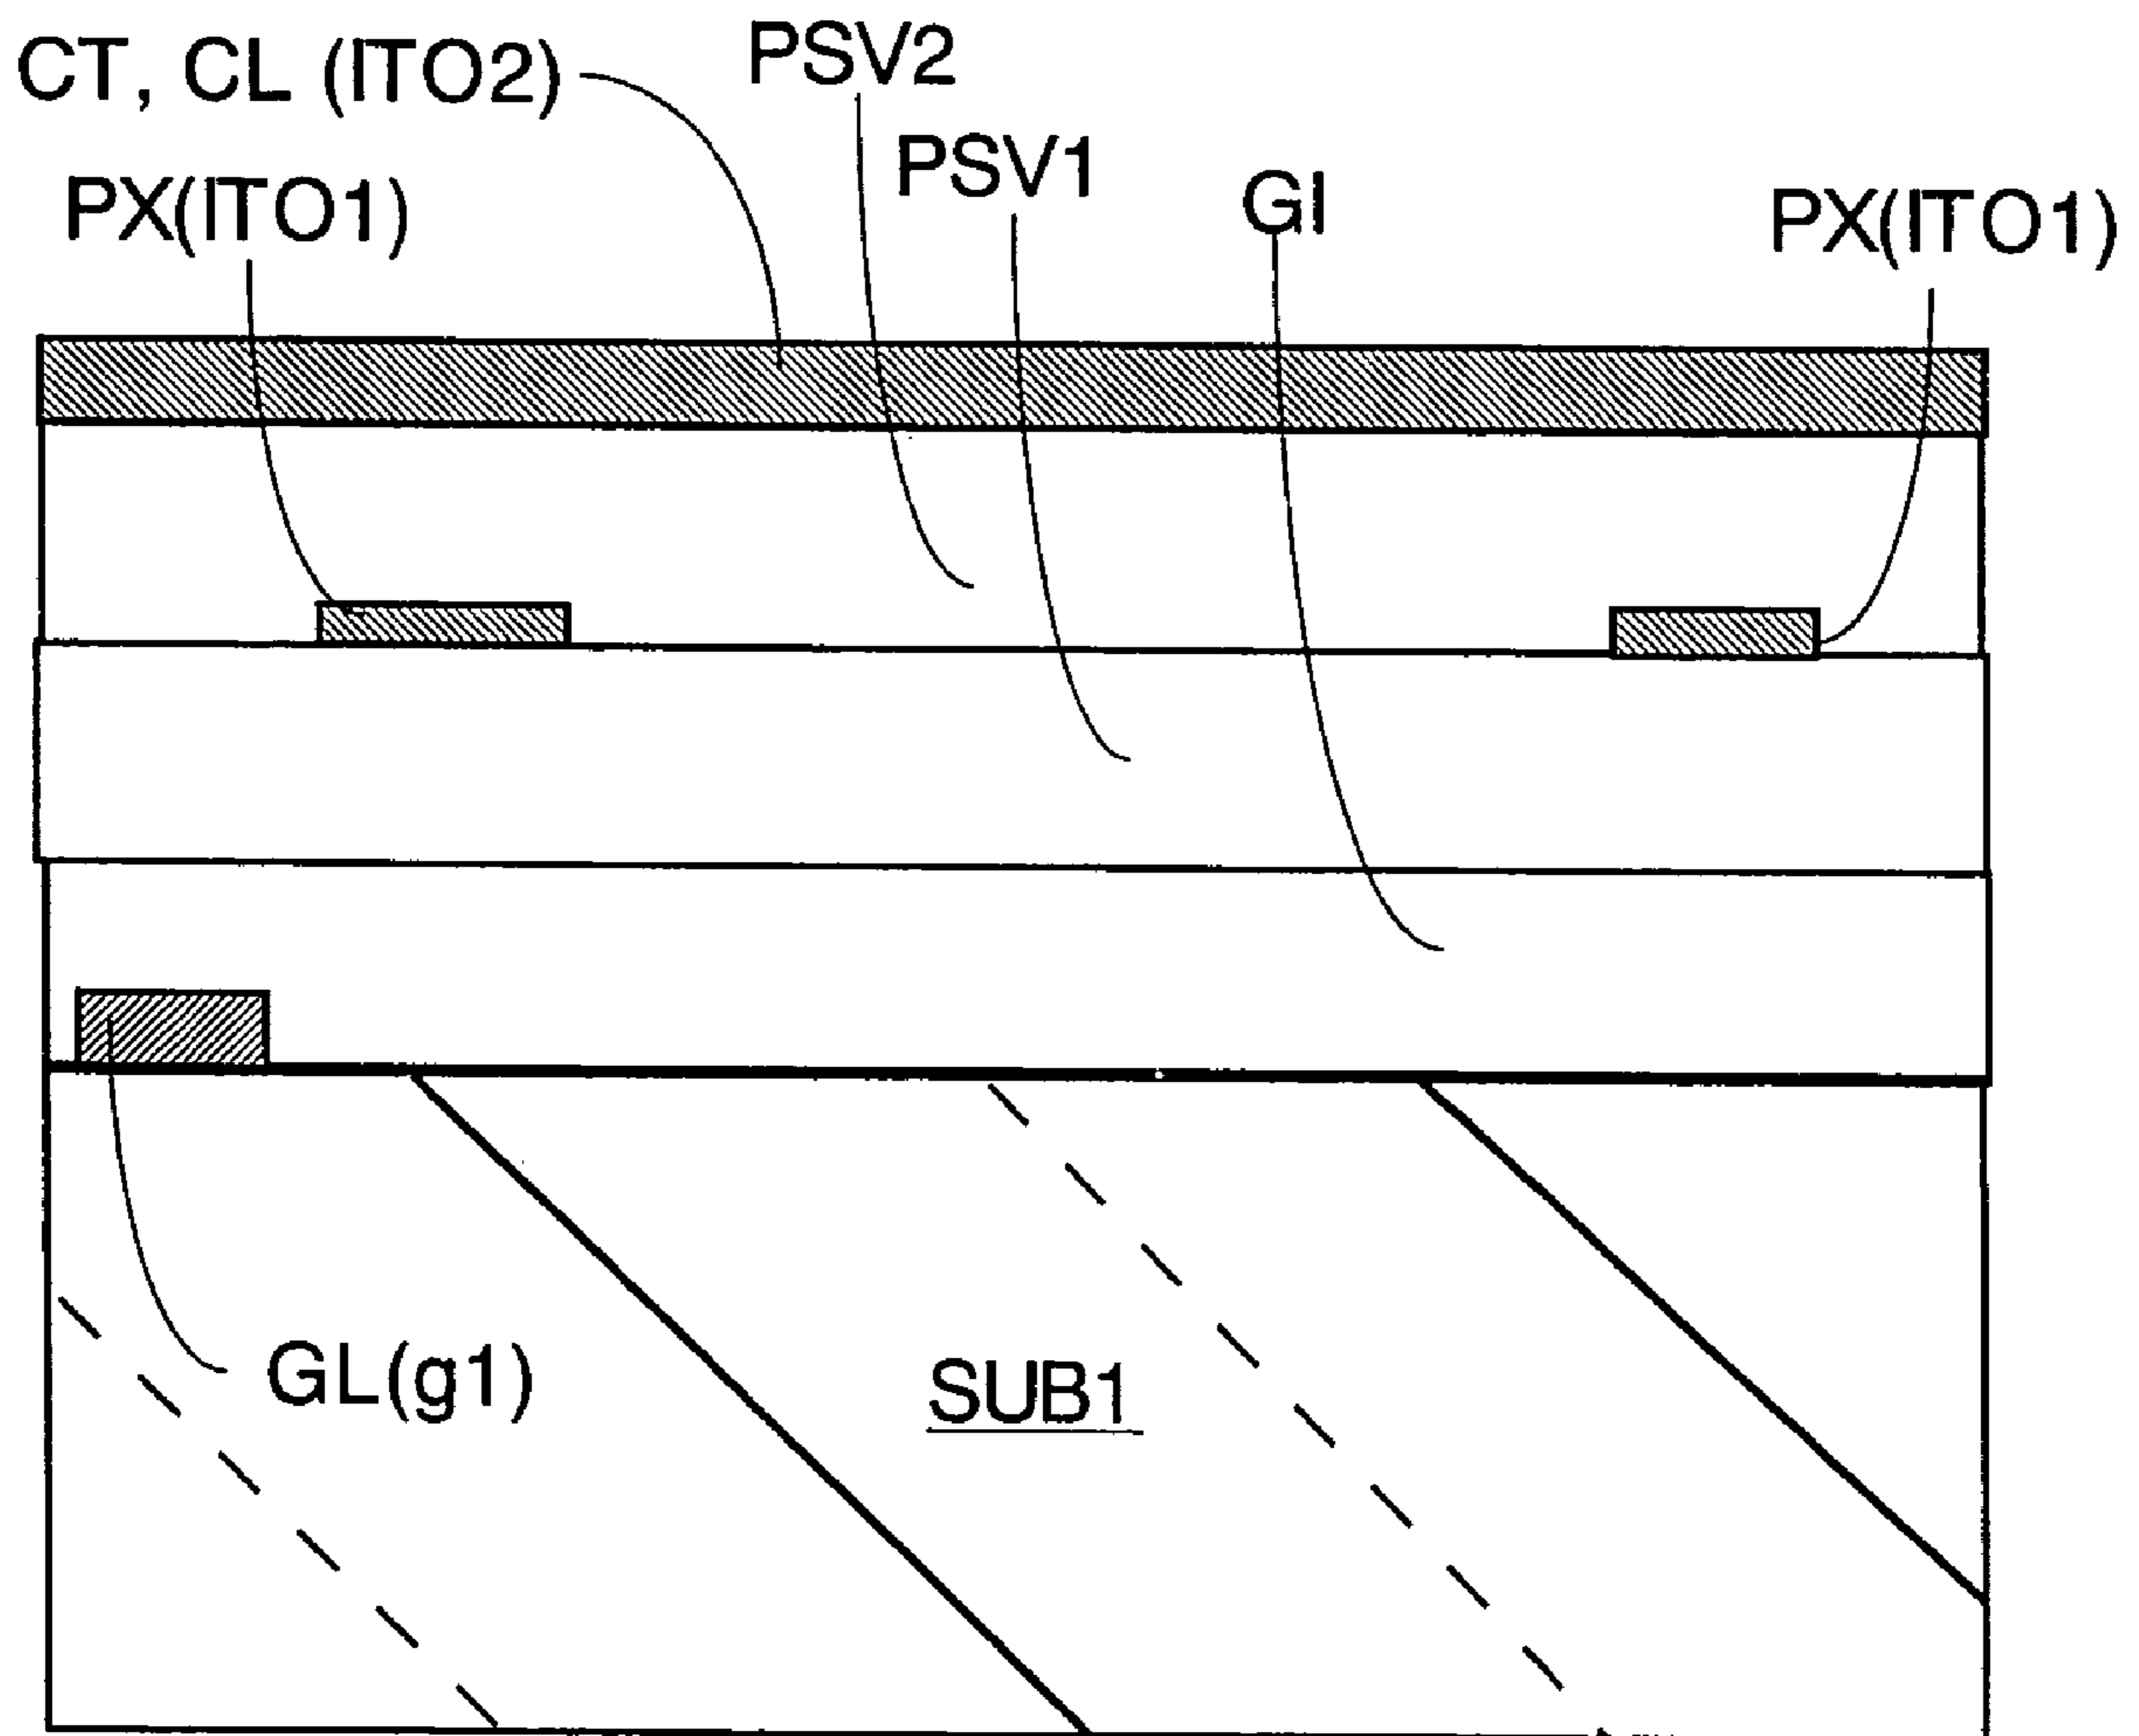 CT, CL (ITO2)
PSV2
PSV1
PX(ITO1)
GI
PX(ITO1)
GL(g1)
SUB1